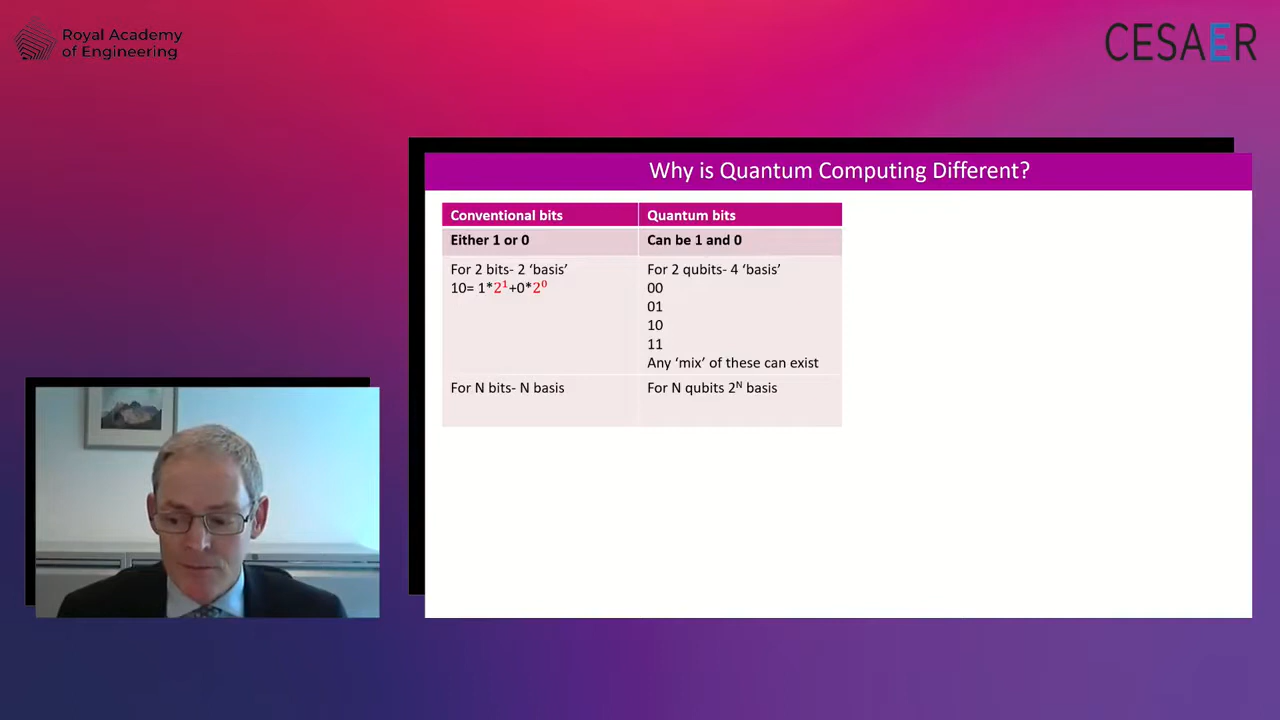 Royal Academy
of Engineering
CESAER
Why is Quantum Computing Different?
Conventional bits
Quantum bits
Either 1 or 0
Can be 1 and 0
For 2 bits- 2 ‘basis’
10= 1*2¹+0*2⁰
For 2 qubits- 4 ‘basis’
00
01
10
11
Any ‘mix’ of these can exist
For N bits- N basis
For N qubits 2ᴺ basis